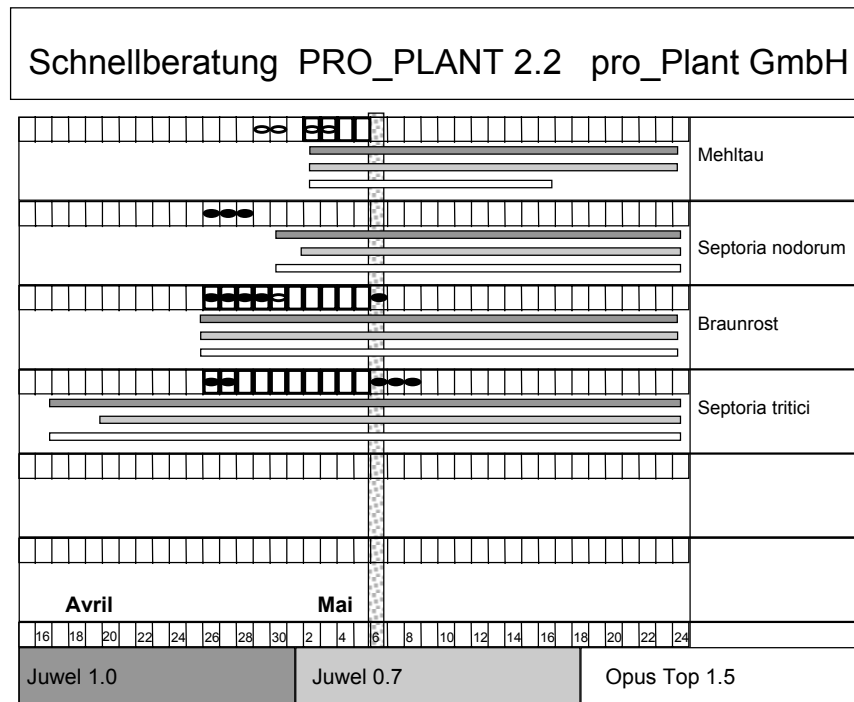 Schnellberatung PRO_PLANT 2.2 pro_Plant GmbH
Mehltau
Septoria nodorum
Braunrost
Septoria tritici
Avril Mai
16 18 20 22 24 26 28 30 2 4 6 8 10 12 14 16 18 20 22 24
Juwel 1.0 Juwel 0.7 Opus Top 1.5